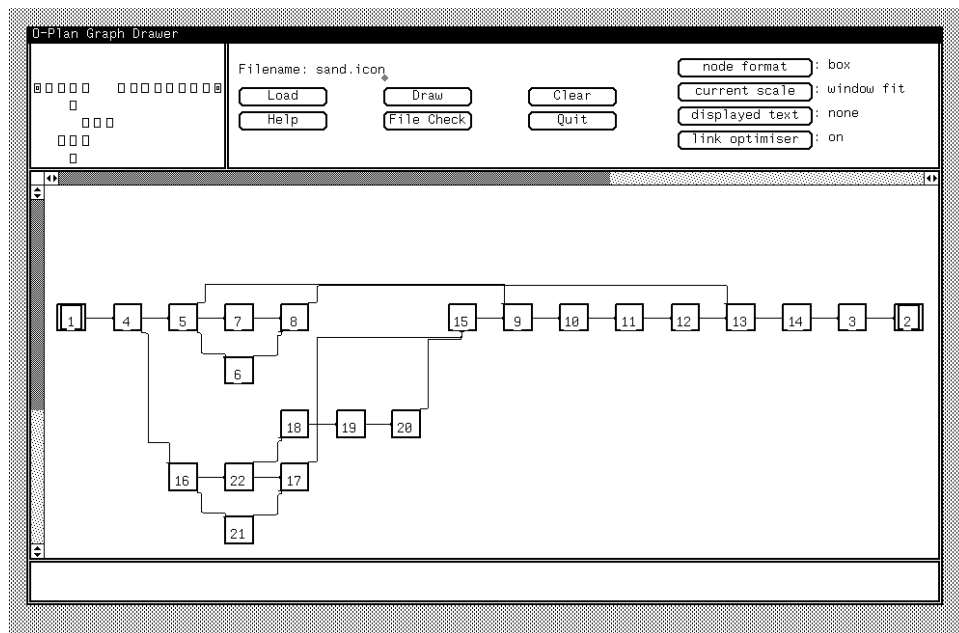 O-Plan Graph Drawer
Filename: sand.icon
Load Draw Clear
Help File Check Quit
node format : box
current scale : window fit
displayed text : none
link optimiser : on
1 4 5 7 8 15 9 10 11 12 13 14 3 2
6
18 19 20
16 22 17
21